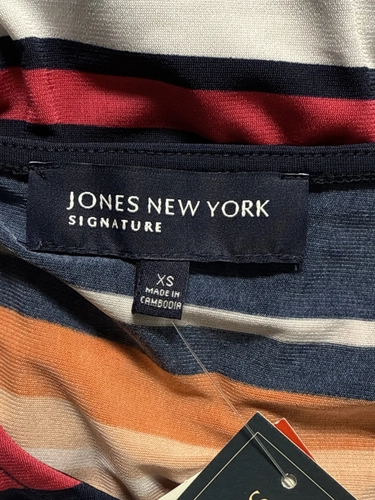 JONES NEW YORK
SIGNATURE
XS
MADE IN
CAMBODIA